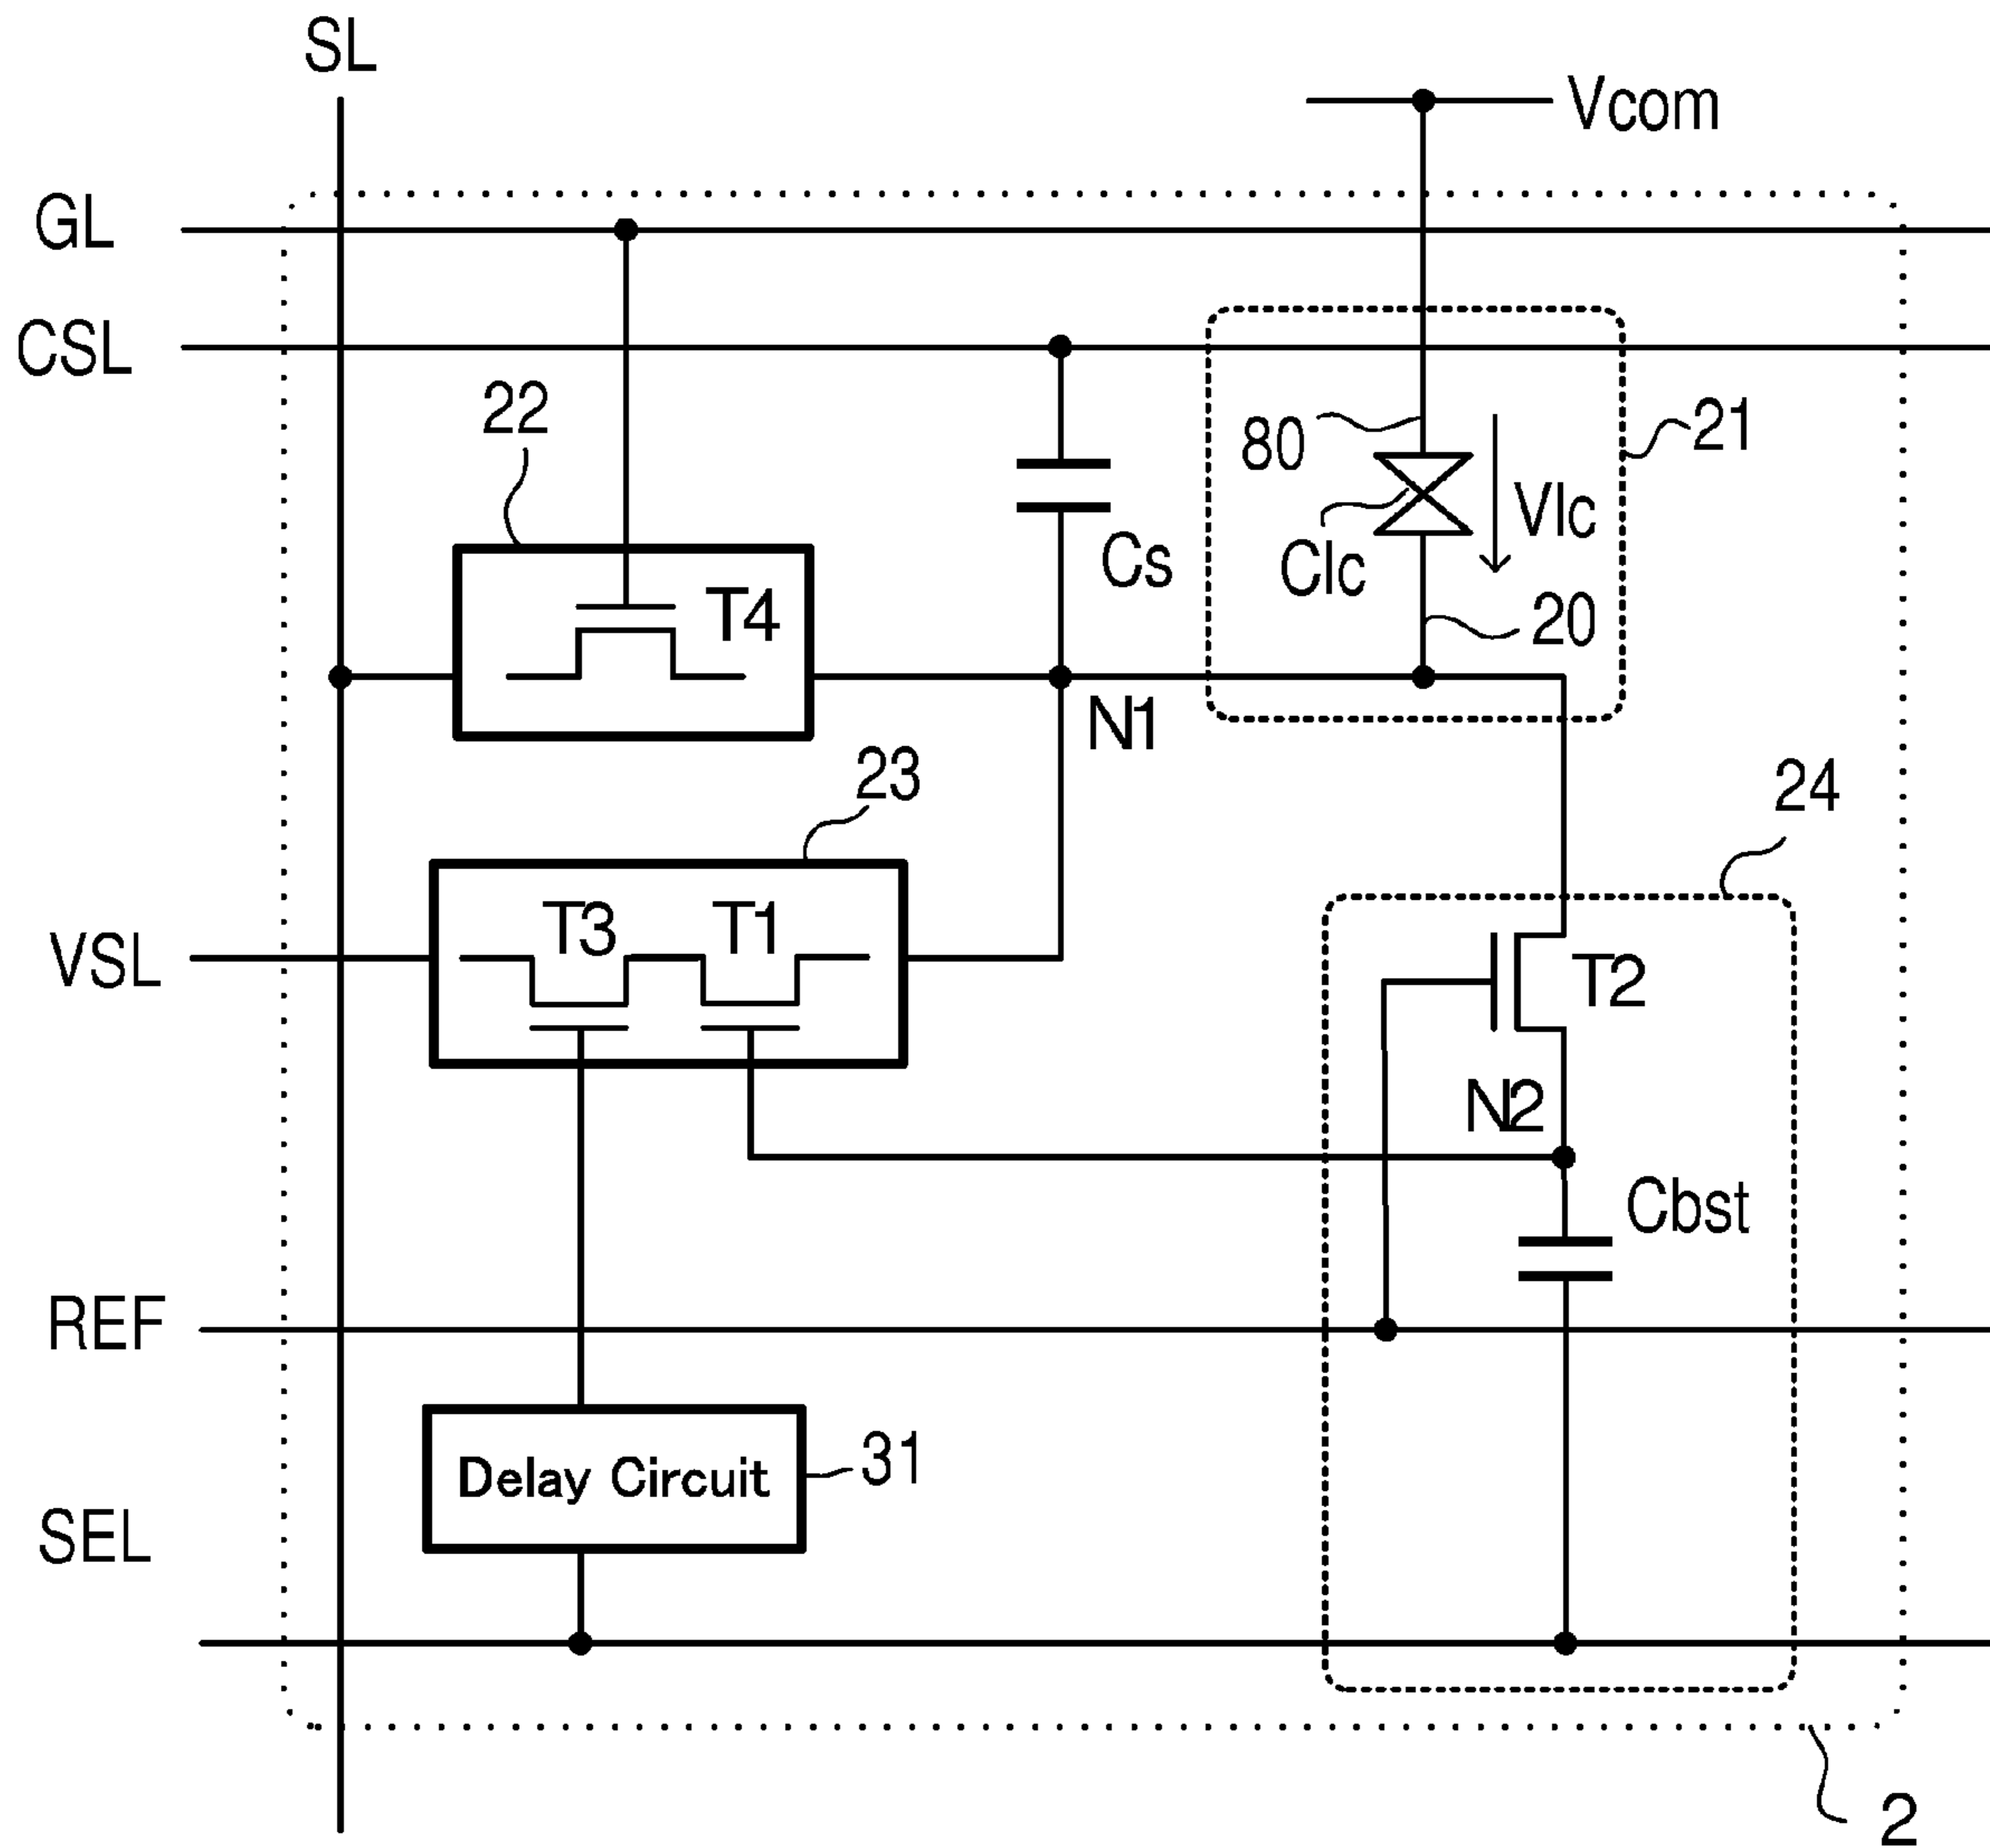 SL
Vcom
GL
CSL
22
80
21
Vlc
Clc
Cs
20
T4
N1
23
24
VSL
T3
T1
T2
N2
Cbst
REF
Delay Circuit
31
SEL
2